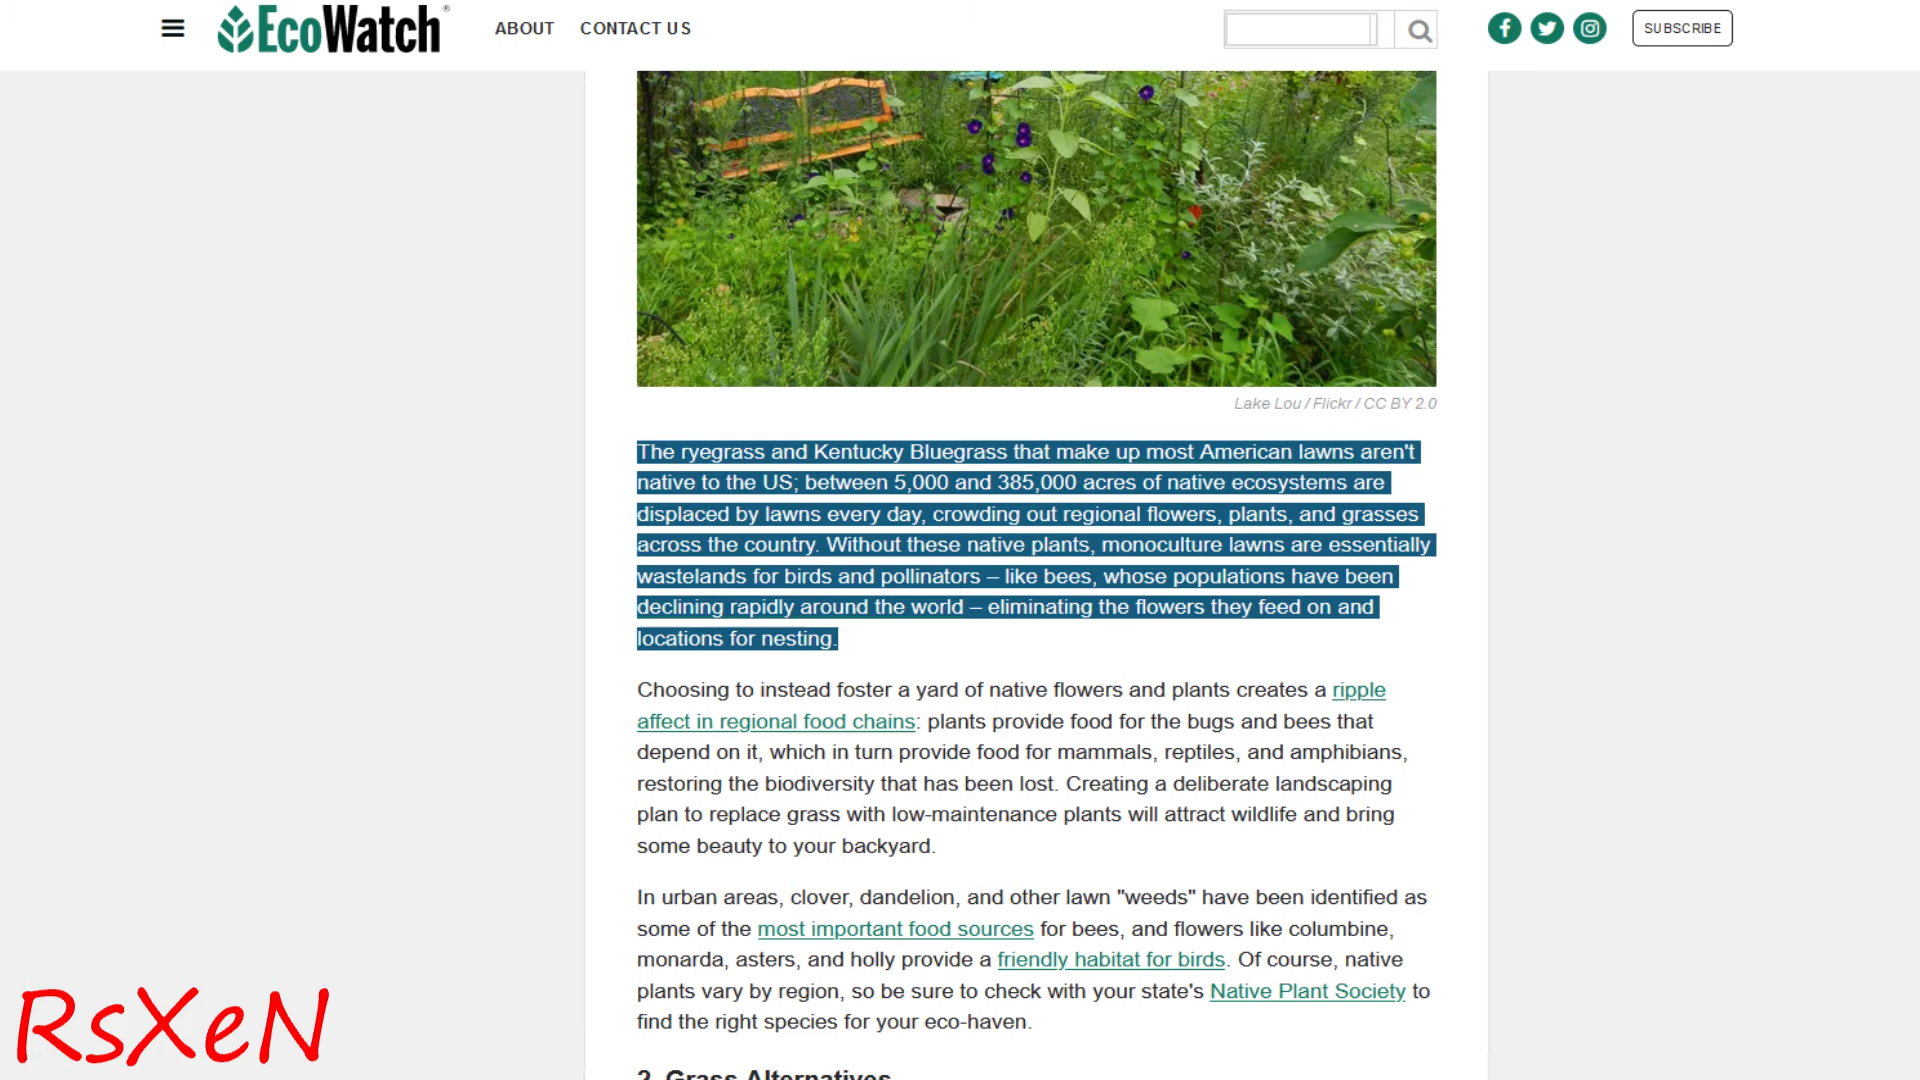 EcoWatch®
ABOUT
CONTACT US
SUBSCRIBE
Lake Lou / Flickr / CC BY 2.0
The ryegrass and Kentucky Bluegrass that make up most American lawns aren't
native to the US; between 5,000 and 385,000 acres of native ecosystems are
displaced by lawns every day, crowding out regional flowers, plants, and grasses
across the country. Without these native plants, monoculture lawns are essentially
wastelands for birds and pollinators – like bees, whose populations have been
declining rapidly around the world – eliminating the flowers they feed on and
locations for nesting.
Choosing to instead foster a yard of native flowers and plants creates a ripple
affect in regional food chains: plants provide food for the bugs and bees that
depend on it, which in turn provide food for mammals, reptiles, and amphibians,
restoring the biodiversity that has been lost. Creating a deliberate landscaping
plan to replace grass with low-maintenance plants will attract wildlife and bring
some beauty to your backyard.
In urban areas, clover, dandelion, and other lawn "weeds" have been identified as
some of the most important food sources for bees, and flowers like columbine,
monarda, asters, and holly provide a friendly habitat for birds. Of course, native
plants vary by region, so be sure to check with your state's Native Plant Society to
find the right species for your eco-haven.
2. Grass Alternatives
RsXeN